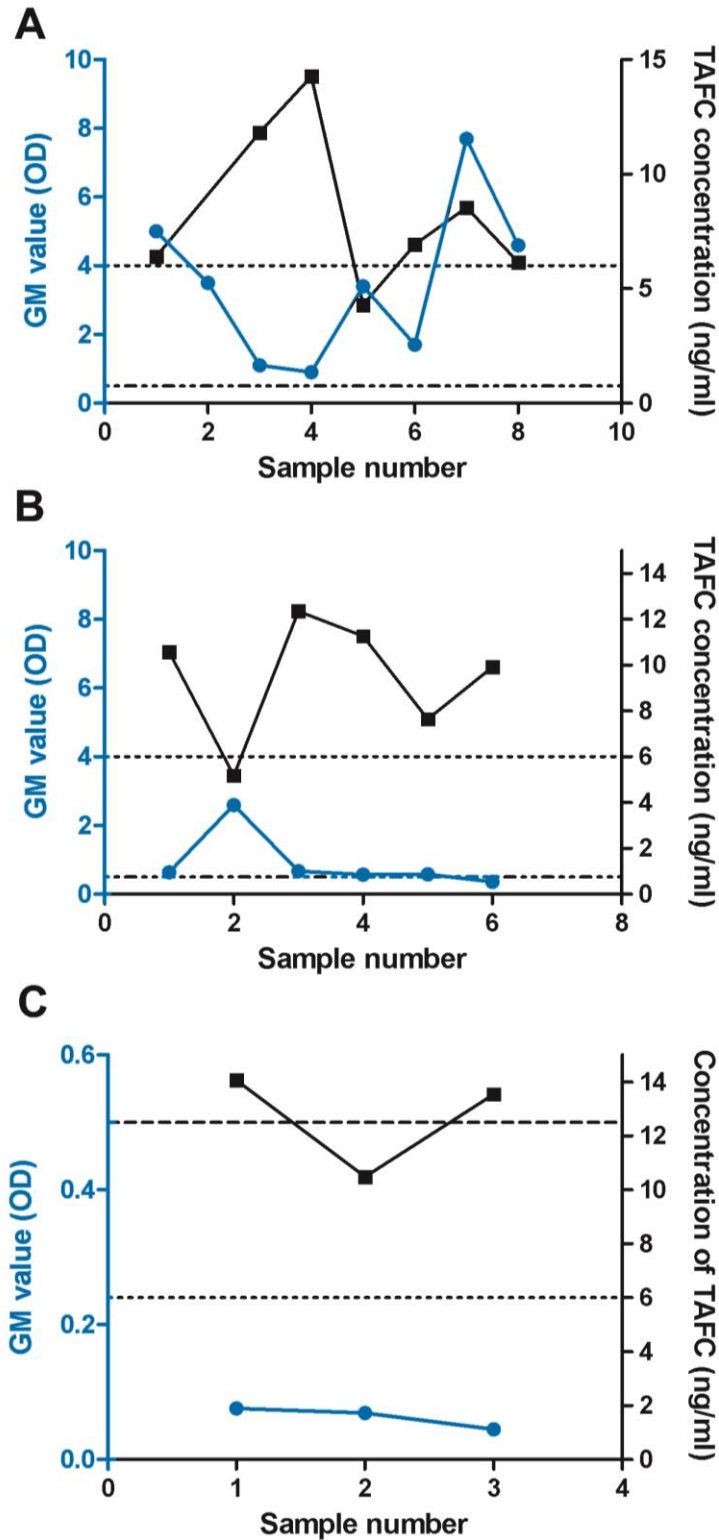 A
GM value (OD)
10
8
6
4
2
0
15
10
5
0
TAFC concentration (ng/ml)
0 2 4 6 8 10
Sample number
B
GM value (OD)
10
8
6
4
2
0
14
12
10
8
6
4
2
0
TAFC concentration (ng/ml)
0 2 4 6 8
Sample number
C
GM value (OD)
0.6
0.4
0.2
0.0
14
12
10
8
6
4
2
0
Concentration of TAFC (ng/ml)
0 1 2 3 4
Sample number